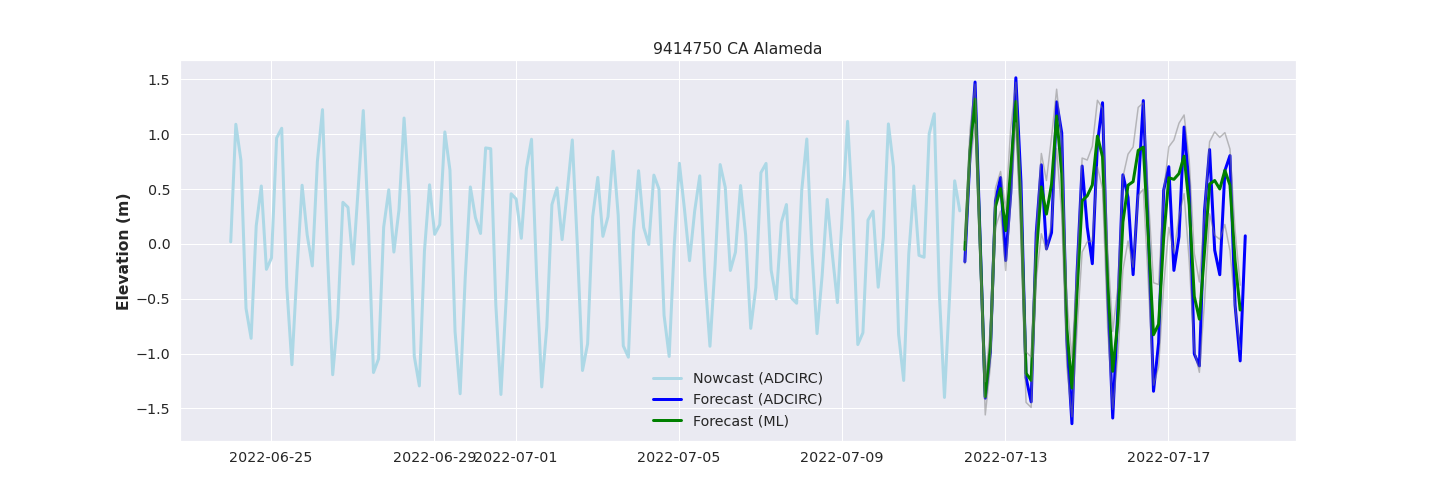 9414750 CA Alameda
Elevation (m)
1.5
1.0
0.5
0.0
−0.5
−1.0
−1.5
Nowcast (ADCIRC)
Forecast (ADCIRC)
Forecast (ML)
2022-06-25 2022-06-29 2022-07-01 2022-07-05 2022-07-09 2022-07-13 2022-07-17